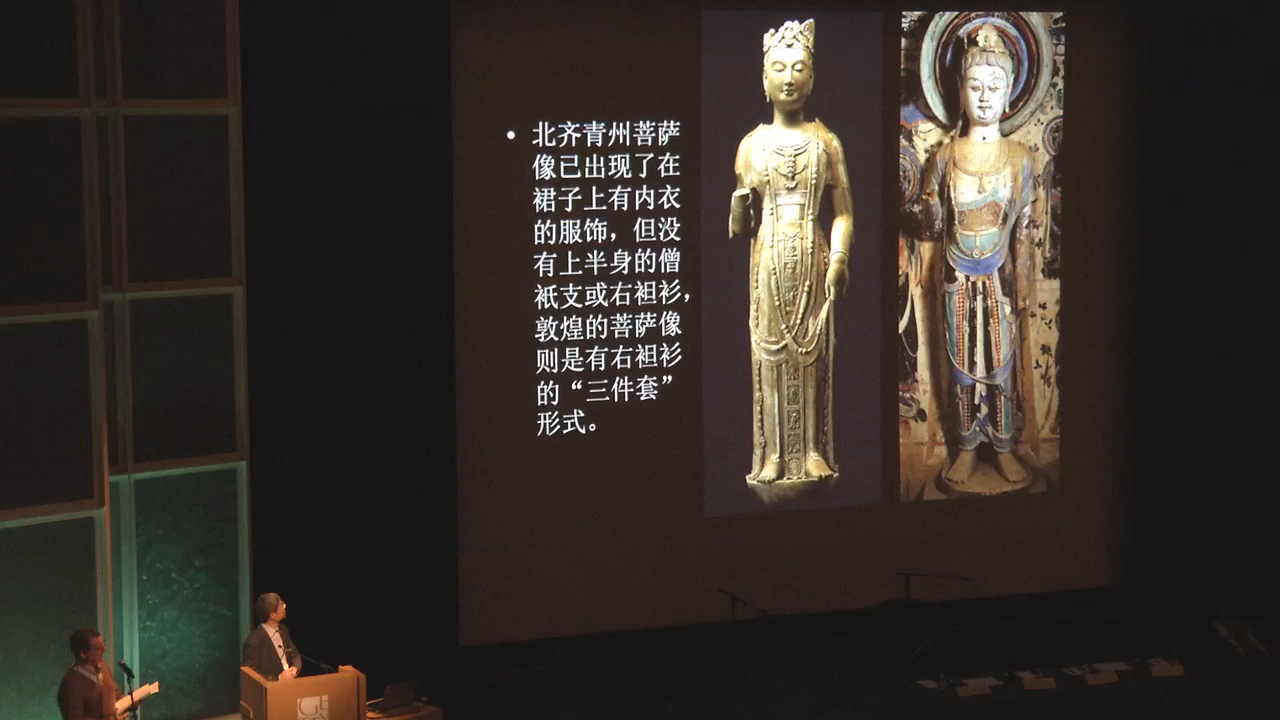 • 北齐青州菩萨
像已出现了在
裙子上有内衣
的服饰，但没
有上半身的僧
祇支或右袒衫，
敦煌的菩萨像
则是有右袒衫
的“三件套”
形式。